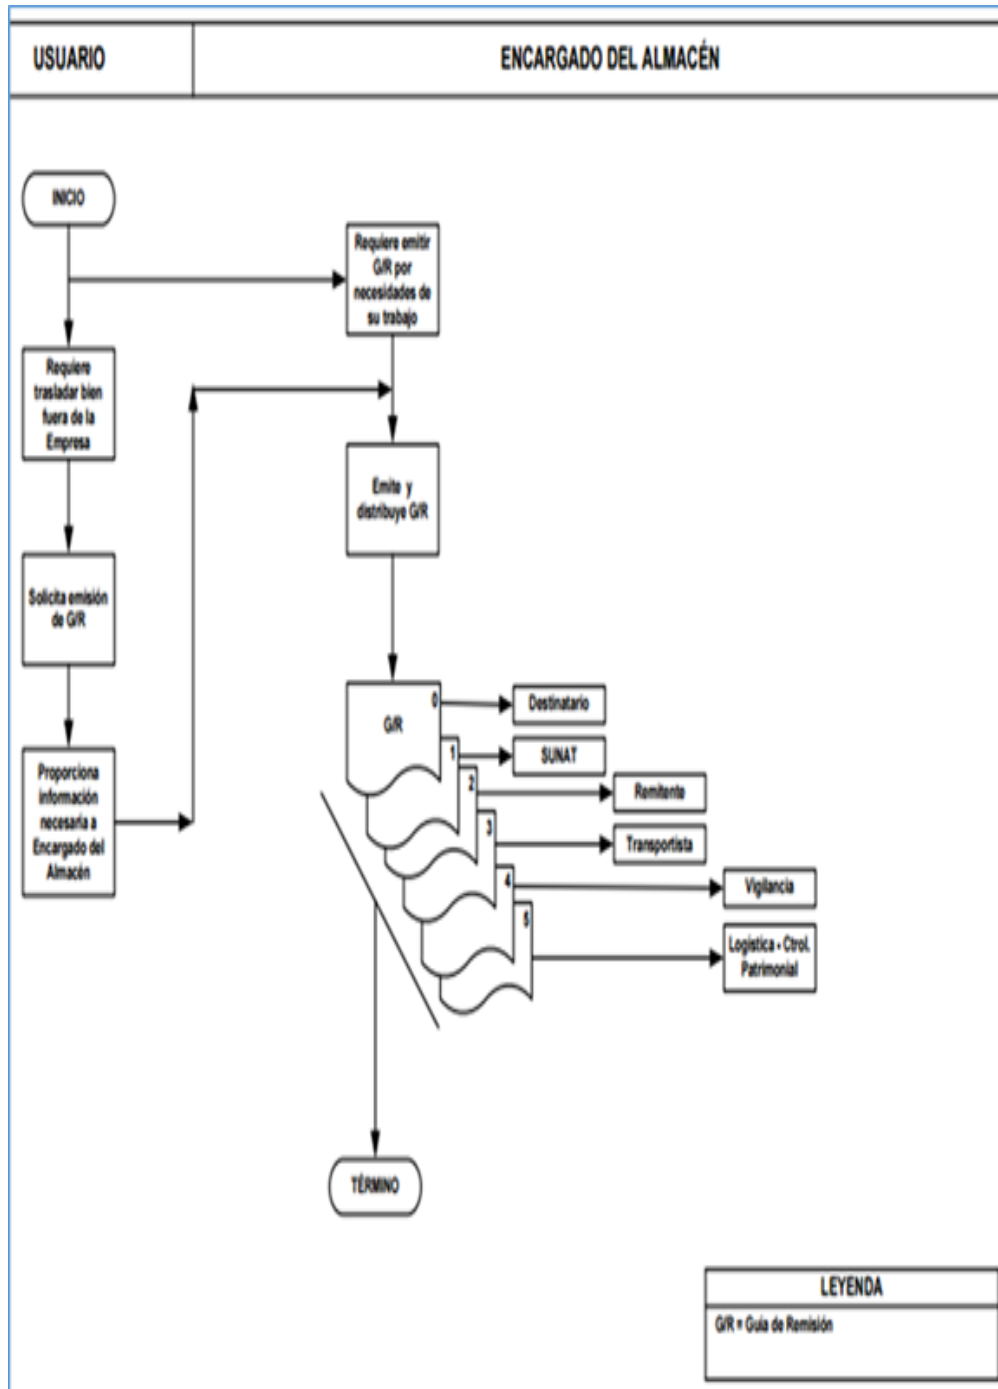 USUARIO
ENCARGADO DEL ALMACÉN
INICIO
Requiere emitir
G/R por
necesidades de
su trabajo
Requiere
trasladar bien
fuera de la
Empresa
Emite y
distribuye G/R
Solicita emisión
de G/R
Proporciona
información
necesaria a
Encargado del
Almacén
G/R
0
Destinatario
1
SUNAT
2
Remitente
3
Transportista
4
Vigilancia
5
Logística - Ctrol.
Patrimonial
TÉRMINO
LEYENDA
G/R = Guía de Remisión